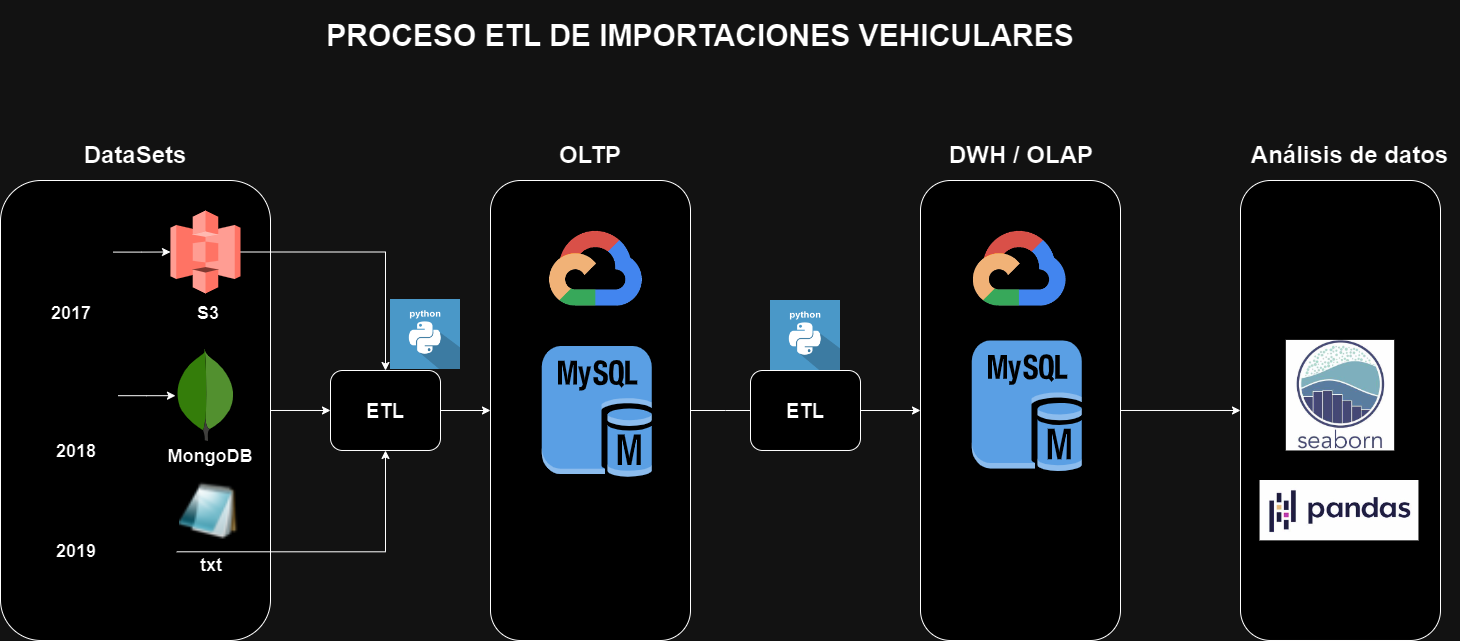 PROCESO ETL DE IMPORTACIONES VEHICULARES
DataSets
OLTP
DWH / OLAP
Análisis de datos
2017
S3
python
python
MySQL
M
MySQL
M
ETL
ETL
2018
MongoDB
seaborn
pandas
2019
txt